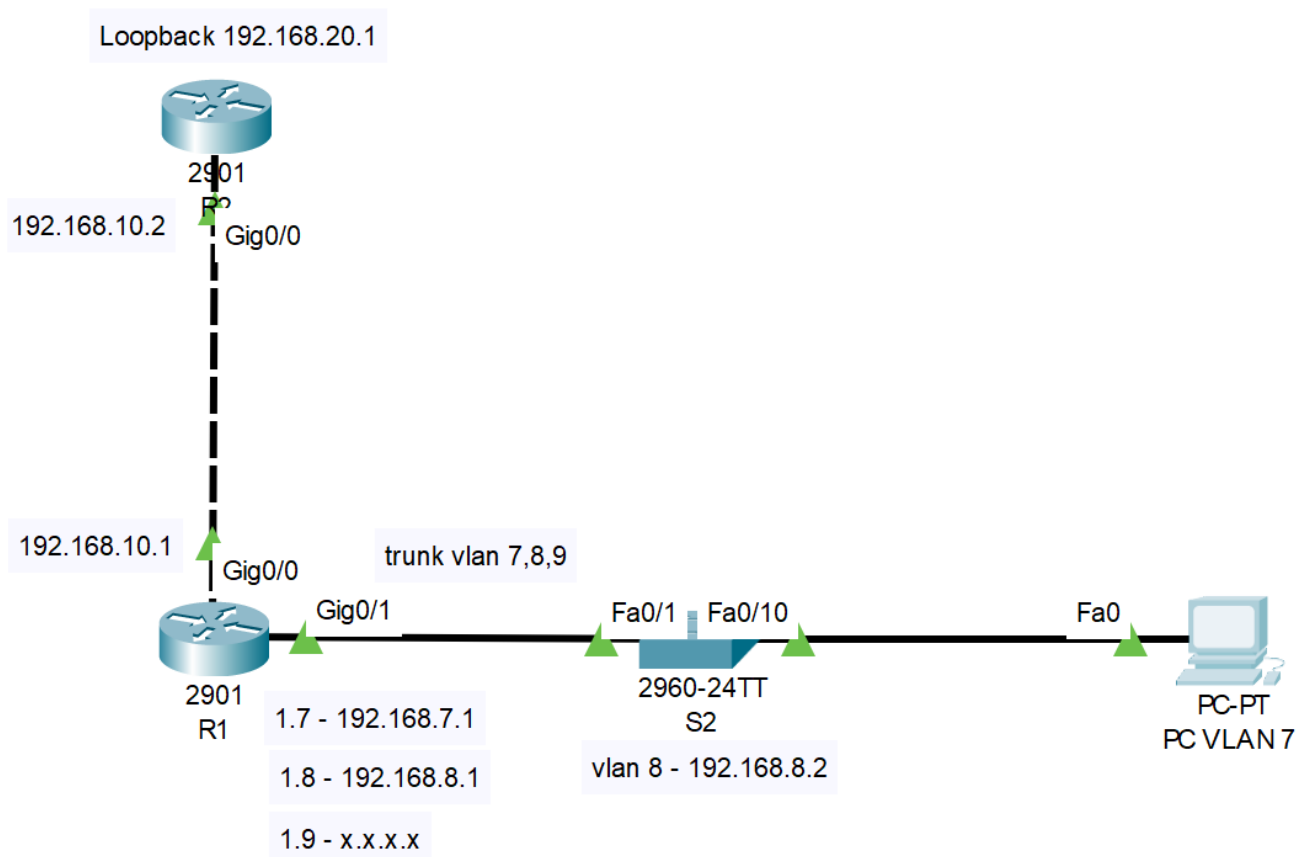 Loopback 192.168.20.1
2901
192.168.10.2
Gig0/0
192.168.10.1
Gig0/0
trunk vlan 7,8,9
Gig0/1
Fa0/1
Fa0/10
Fa0
2901
R1
2960-24TT
S2
PC-PT
PC VLAN 7
1.7 - 192.168.7.1
vlan 8 - 192.168.8.2
1.8 - 192.168.8.1
1.9 - x.x.x.x